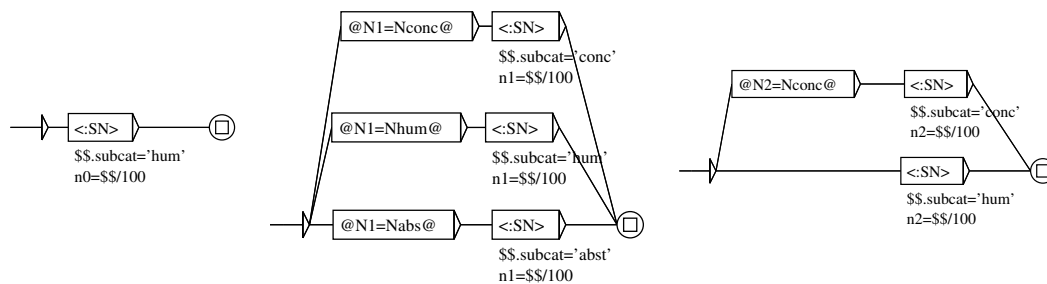 <:SN>
$$.subcat='hum'
n0=$$/100
@N1=Nconc@ <:SN>
$$.subcat='conc'
n1=$$/100
@N1=Nhum@ <:SN>
$$.subcat='hum'
n1=$$/100
@N1=Nabs@ <:SN>
$$.subcat='abst'
n1=$$/100
@N2=Nconc@ <:SN>
$$.subcat='conc'
n2=$$/100
<:SN>
$$.subcat='hum'
n2=$$/100